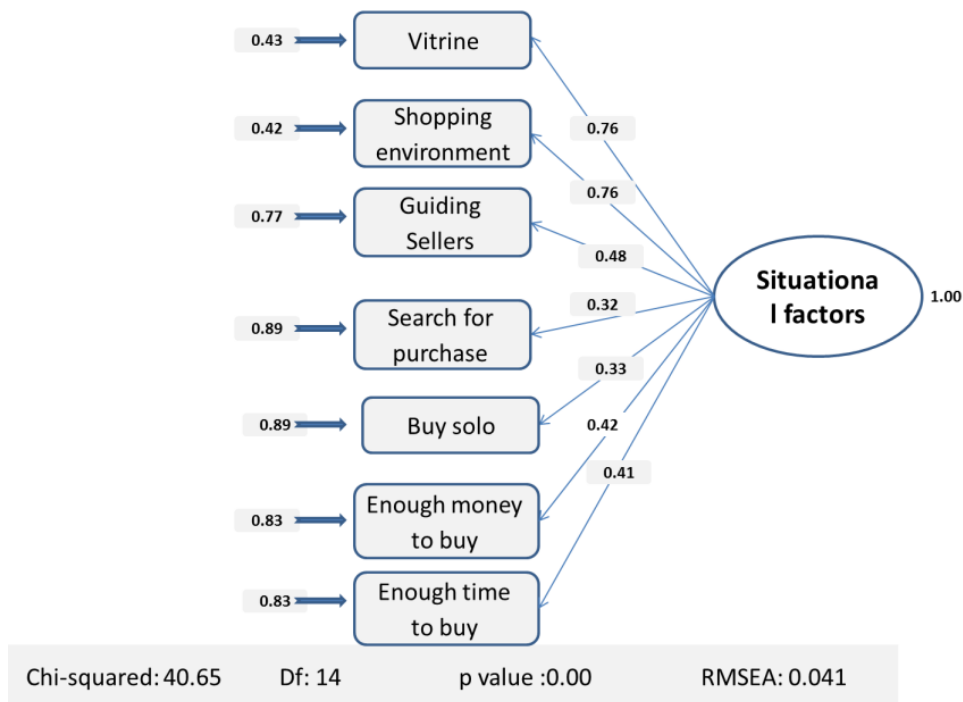 0.43
Vitrine
0.42
Shopping
environment
0.76
0.77
Guiding
Sellers
0.76
0.48
Situationa
l factors
1.00
0.89
Search for
purchase
0.32
0.33
0.89
Buy solo
0.42
0.41
0.83
Enough money
to buy
0.83
Enough time
to buy
Chi-squared: 40.65 Df: 14 p value :0.00 RMSEA: 0.041